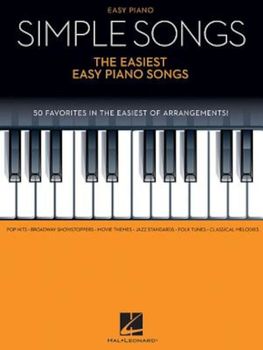 EASY PIANO
SIMPLE SONGS
THE EASIEST
EASY PIANO SONGS
50 FAVORITES IN THE EASIEST OF ARRANGEMENTS!
POP HITS • BROADWAY SHOWSTOPPERS • MOVIE THEMES • JAZZ STANDARDS • FOLK TUNES • CLASSICAL MELODIES
HAL•LEONARD®